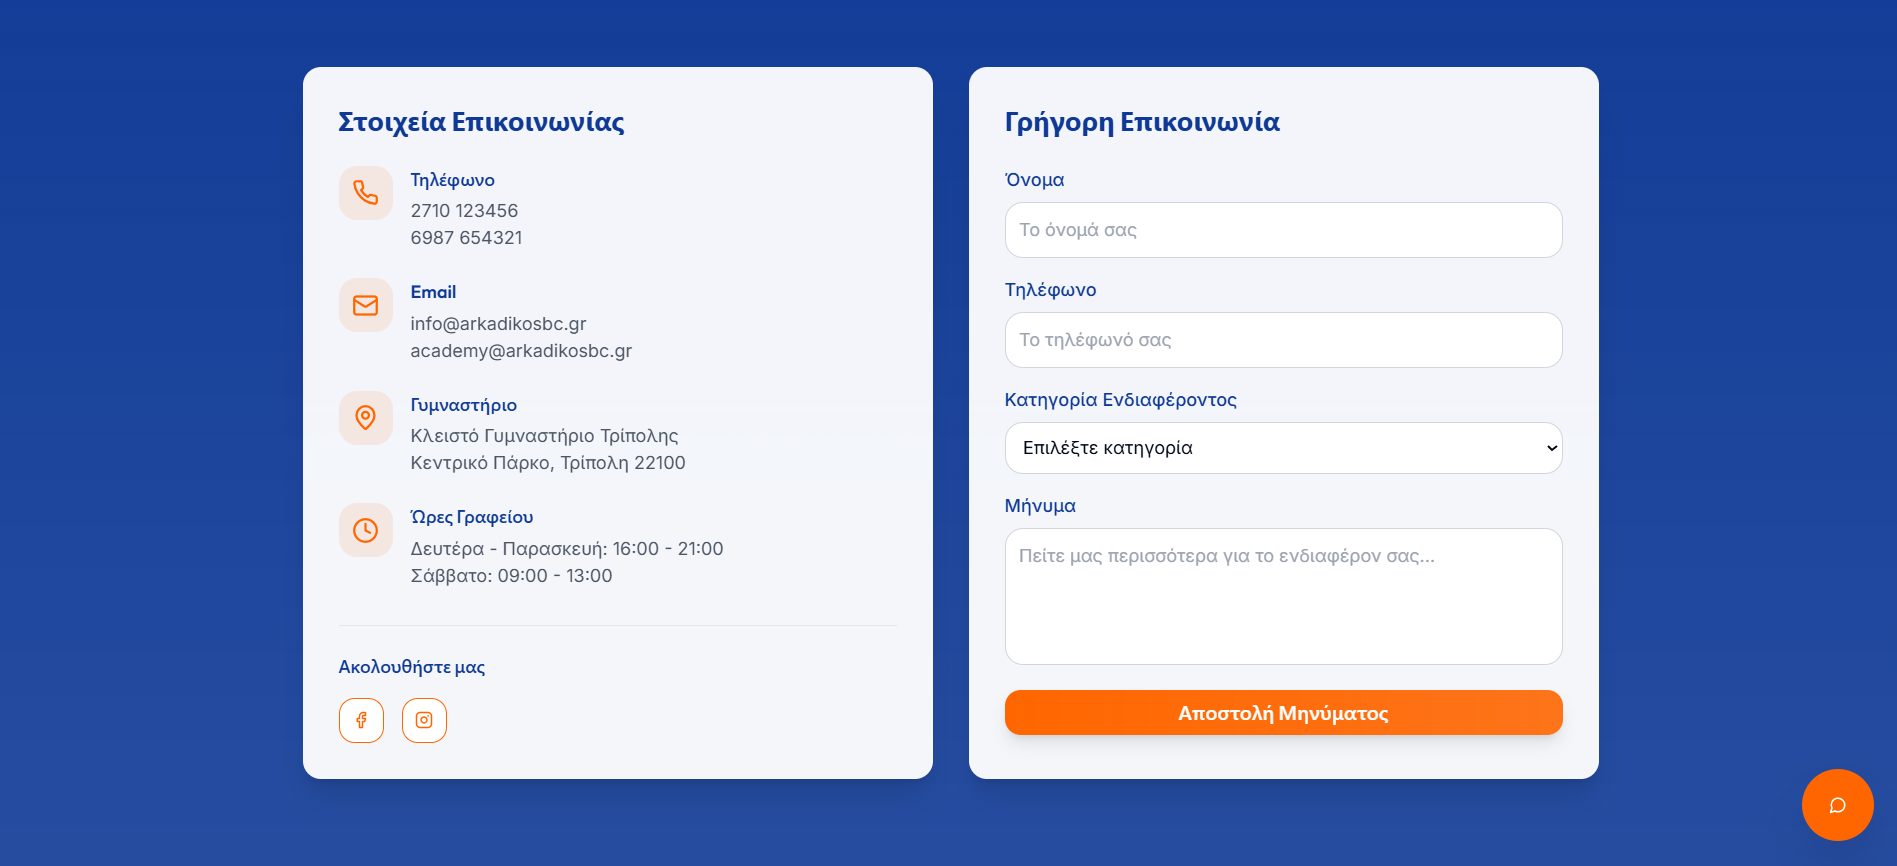 Στοιχεία Επικοινωνίας
Τηλέφωνο
2710 123456
6987 654321
Email
info@arkadikosbc.gr
academy@arkadikosbc.gr
Γυμναστήριο
Κλειστό Γυμναστήριο Τρίπολης
Κεντρικό Πάρκο, Τρίπολη 22100
Ώρες Γραφείου
Δευτέρα - Παρασκευή: 16:00 - 21:00
Σάββατο: 09:00 - 13:00
Ακολουθήστε μας
Γρήγορη Επικοινωνία
Όνομα
Το όνομά σας
Τηλέφωνο
Το τηλέφωνό σας
Κατηγορία Ενδιαφέροντος
Επιλέξτε κατηγορία
Μήνυμα
Πείτε μας περισσότερα για το ενδιαφέρον σας...
Αποστολή Μηνύματος